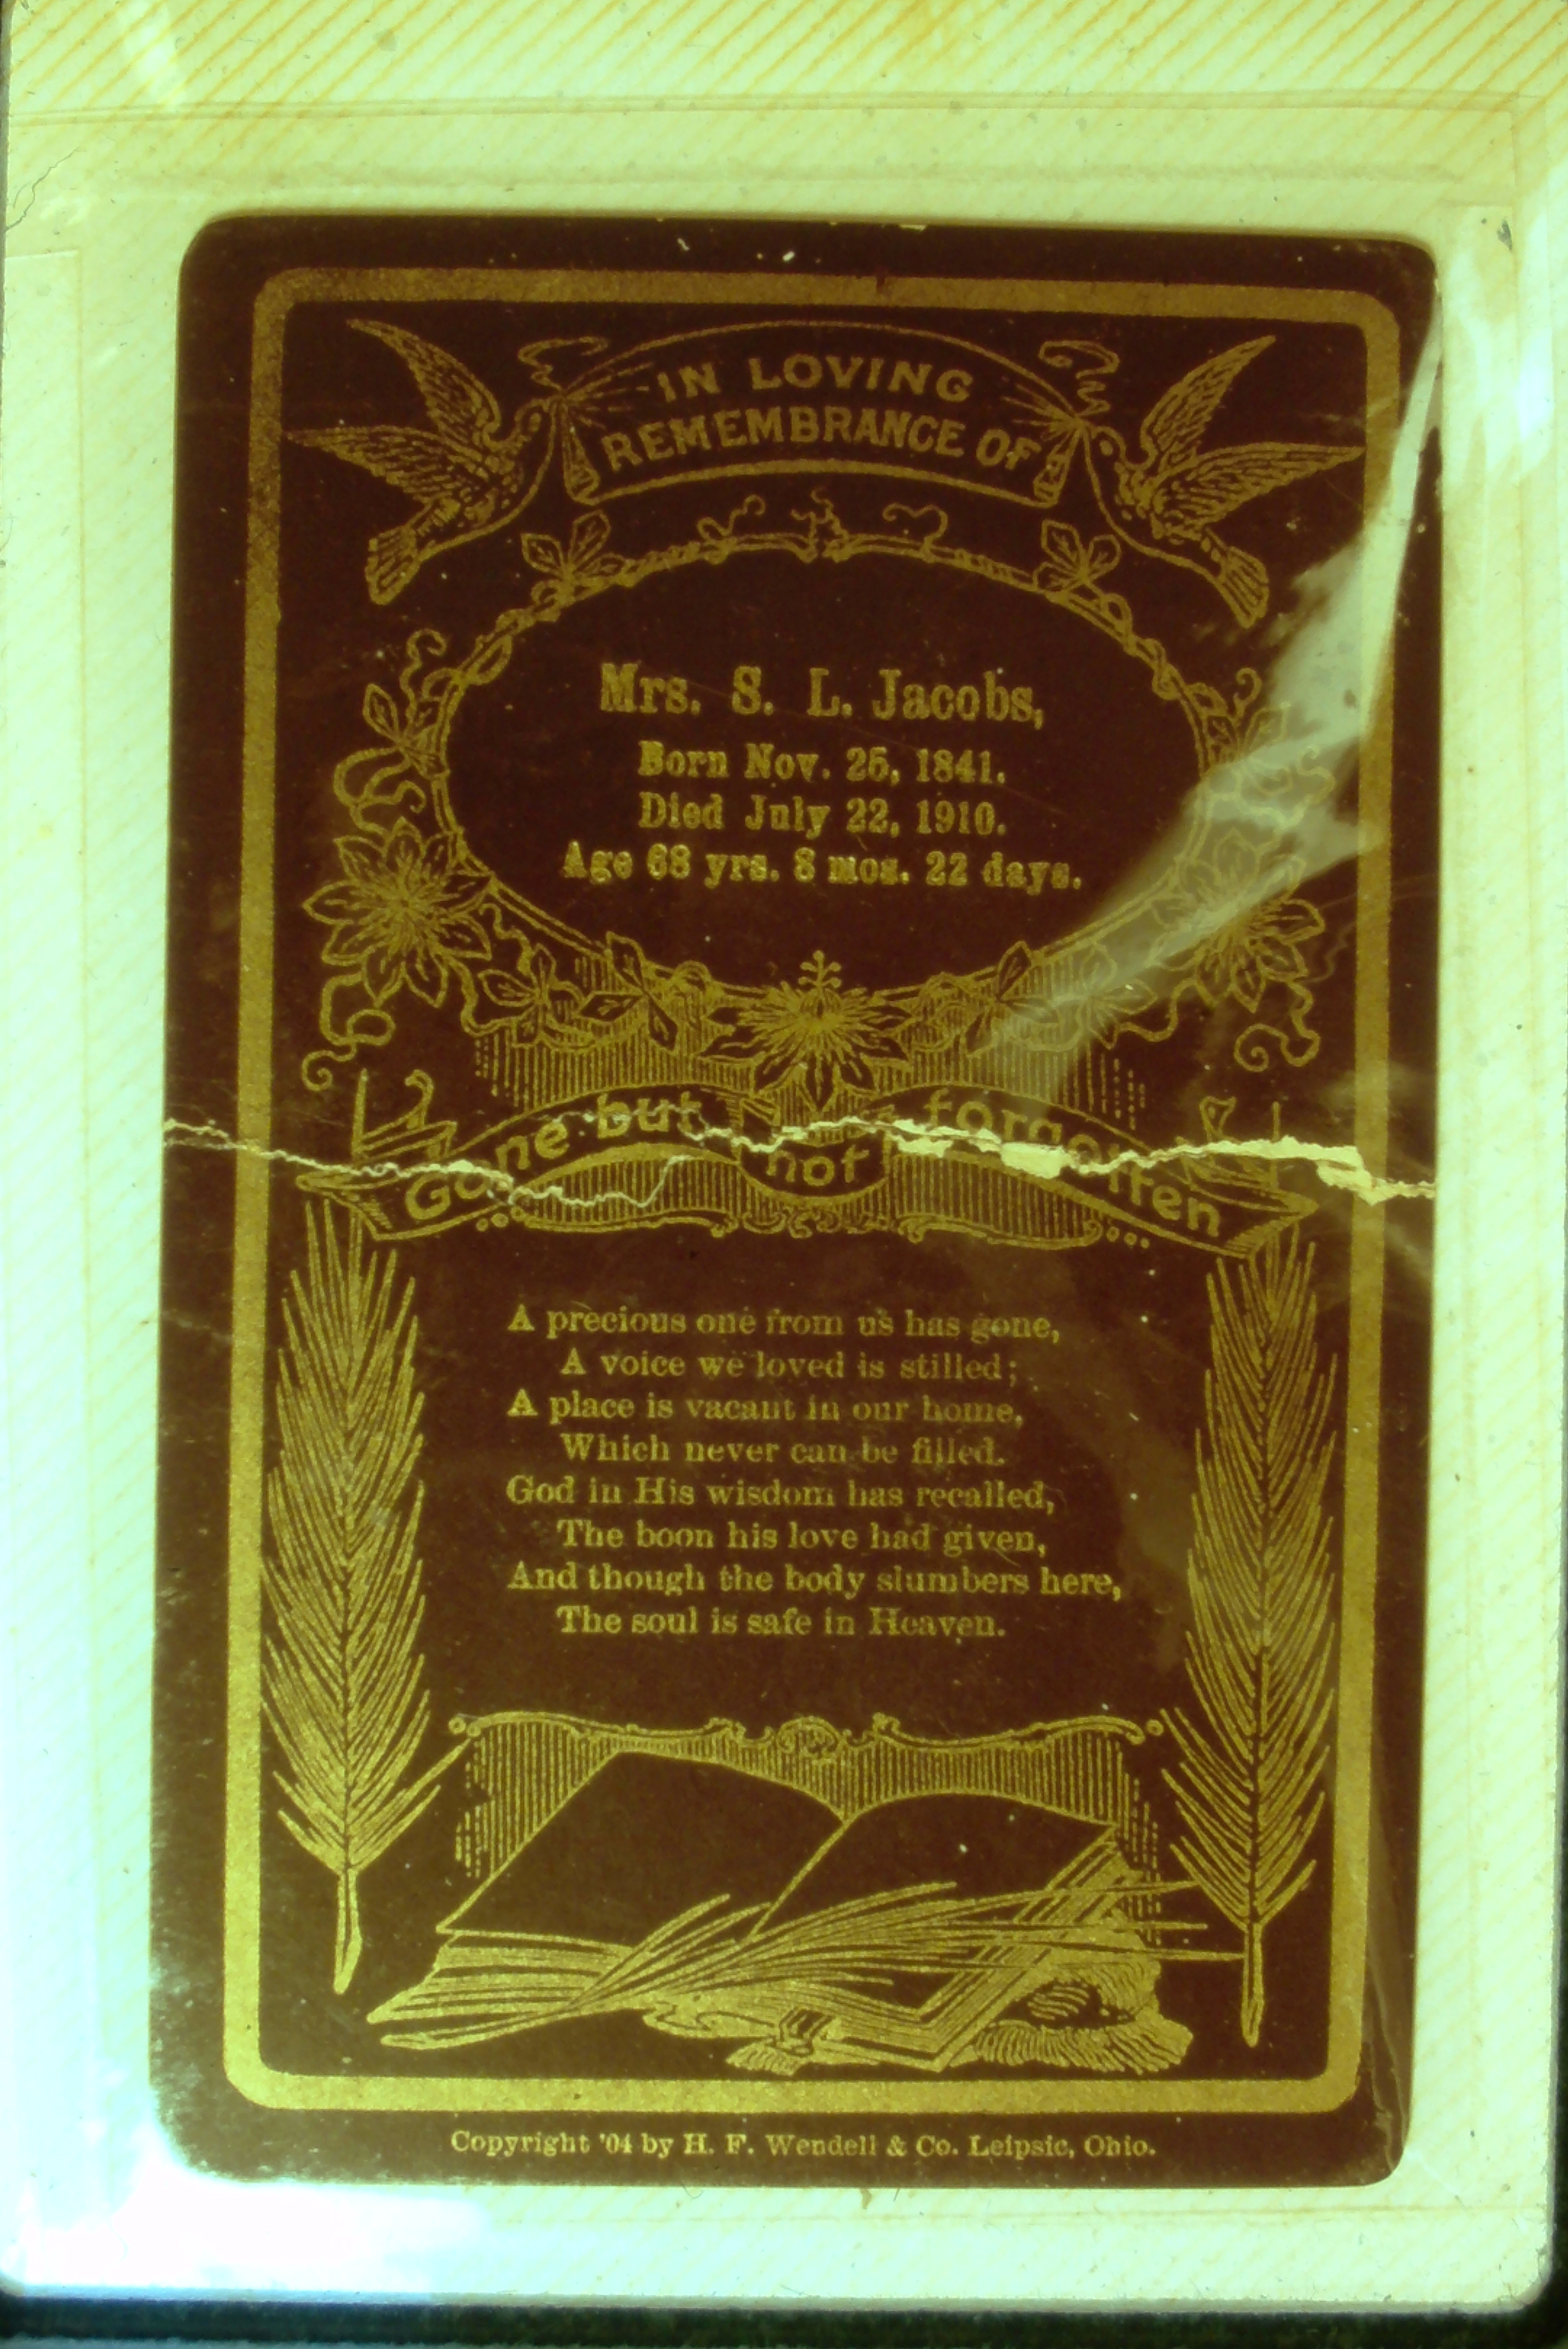 IN LOVING
REMEMBRANCE OF
Mrs. S. L. Jacobs,
Born Nov. 25, 1841.
Died July 22, 1910.
Age 68 yrs. 8 mos. 22 days.
Gone but not forgotten
A precious one from us has gone,
A voice we loved is stilled;
A place is vacant in our home,
Which never can be filled.
God in His wisdom has recalled,
The boon his love had given,
And though the body slumbers here,
The soul is safe in Heaven.
Copyright '04 by H. F. Wendell & Co. Leipsic, Ohio.